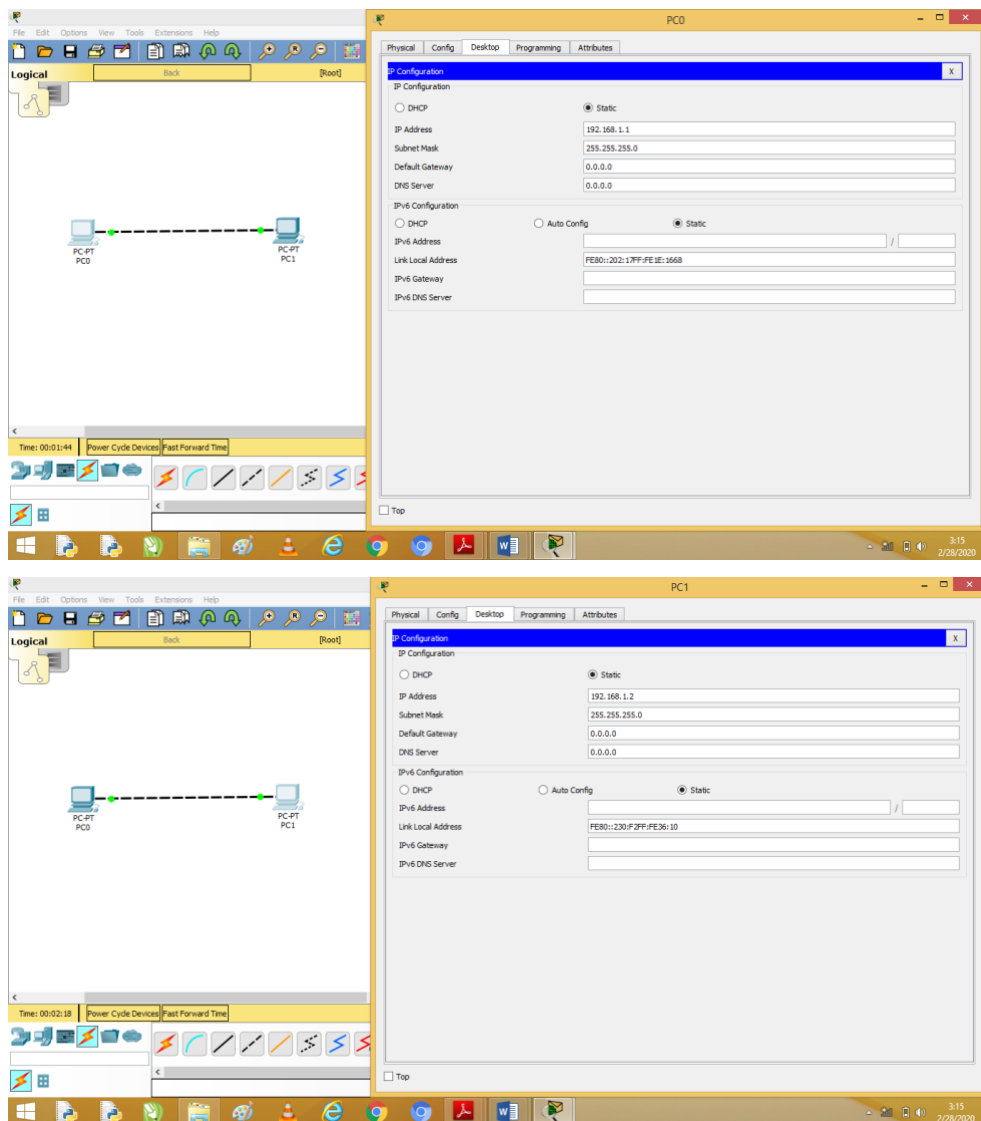 PC0
File Edit Options View Tools Extensions Help
Physical Config Desktop Programming Attributes
Logical Back [Root]
IP Configuration X
IP Configuration
DHCP Static
IP Address 192.168.1.1
Subnet Mask 255.255.255.0
Default Gateway 0.0.0.0
DNS Server 0.0.0.0
IPv6 Configuration
DHCP Auto Config Static
IPv6 Address /
Link Local Address FE80::202:17FF:FE1E:1668
IPv6 Gateway
IPv6 DNS Server
PC-PT
PC0
PC-PT
PC1
Time: 00:01:44 Power Cycle Devices Fast Forward Time
Top
3:15
2/28/2020
PC1
File Edit Options View Tools Extensions Help
Physical Config Desktop Programming Attributes
Logical Back [Root]
IP Configuration X
IP Configuration
DHCP Static
IP Address 192.168.1.2
Subnet Mask 255.255.255.0
Default Gateway 0.0.0.0
DNS Server 0.0.0.0
IPv6 Configuration
DHCP Auto Config Static
IPv6 Address /
Link Local Address FE80::230:F2FF:FE36:10
IPv6 Gateway
IPv6 DNS Server
PC-PT
PC0
PC-PT
PC1
Time: 00:02:18 Power Cycle Devices Fast Forward Time
Top
3:15
2/28/2020